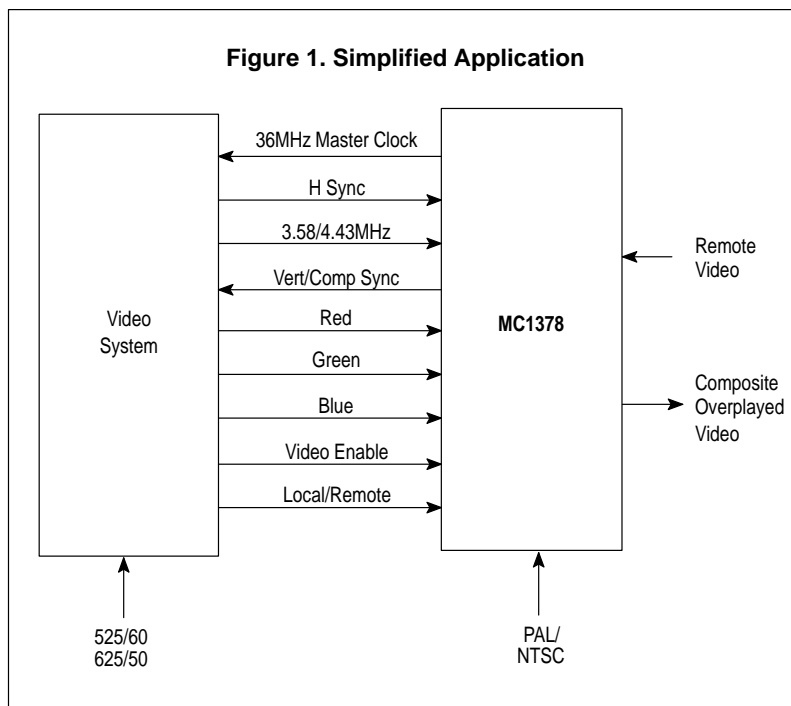 Figure 1. Simplified Application
36MHz Master Clock
H Sync
3.58/4.43MHz
Vert/Comp Sync
Red
Green
Blue
Video Enable
Local/Remote
Video
System
MC1378
Remote
Video
Composite
Overplayed
Video
525/60
625/50
PAL/
NTSC